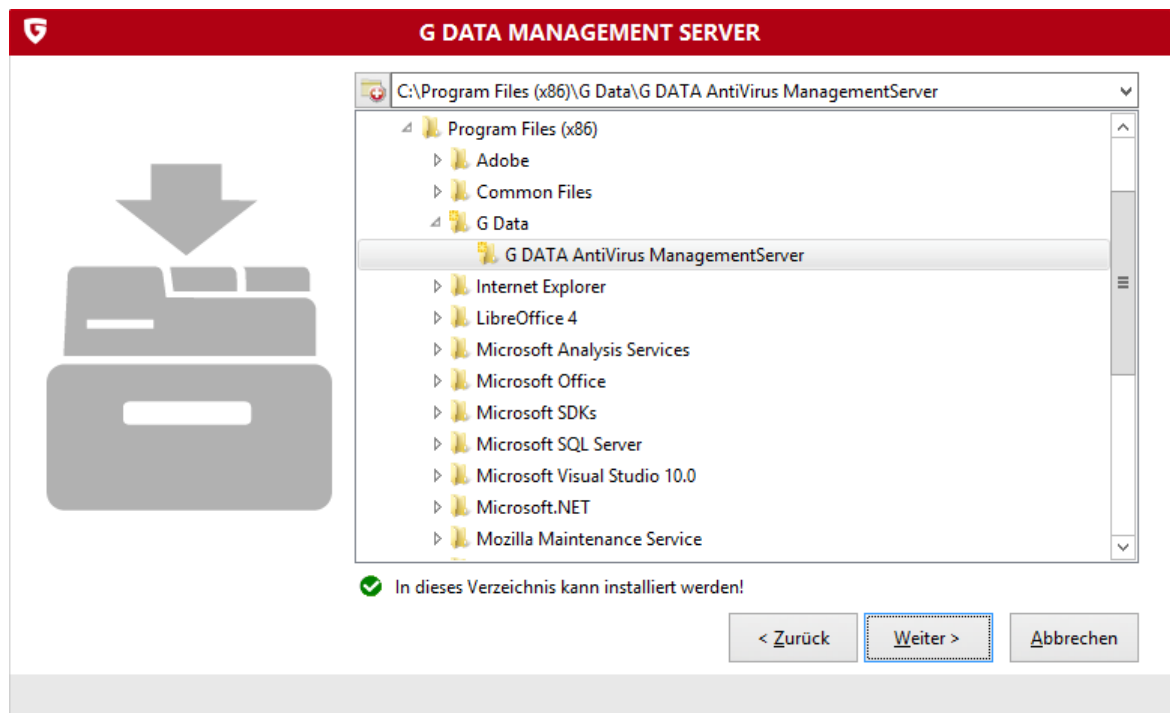 G DATA MANAGEMENT SERVER
C:\Program Files (x86)\G Data\G DATA AntiVirus ManagementServer
Program Files (x86)
Adobe
Common Files
G Data
G DATA AntiVirus ManagementServer
Internet Explorer
LibreOffice 4
Microsoft Analysis Services
Microsoft Office
Microsoft SDKs
Microsoft SQL Server
Microsoft Visual Studio 10.0
Microsoft.NET
Mozilla Maintenance Service
In dieses Verzeichnis kann installiert werden!
< Zurück Weiter > Abbrechen